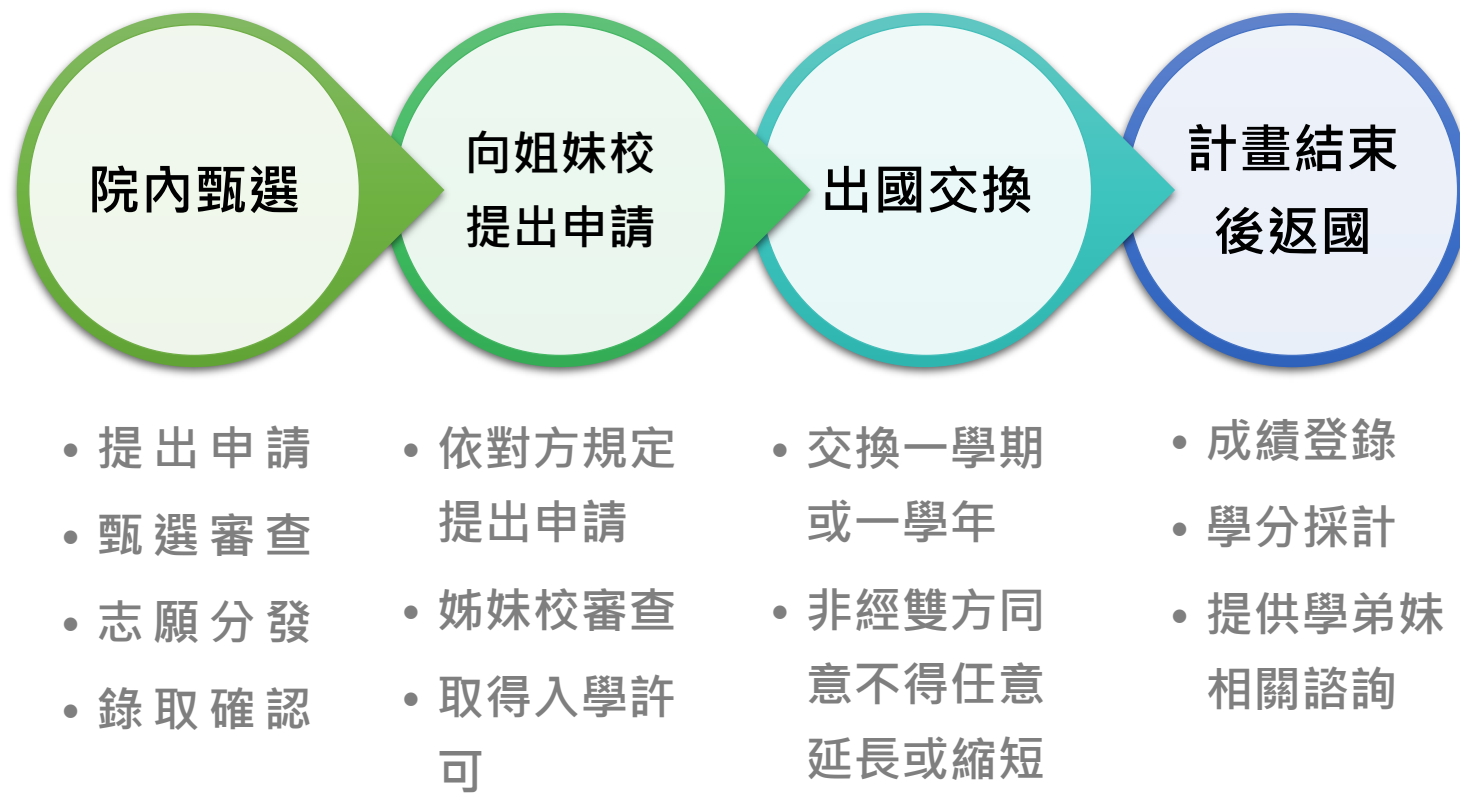 院內甄選
向姐妹校
提出申請
出國交換
計畫結束
後返國
• 提出申請
• 甄選審查
• 志願分發
• 錄取確認
• 依對方規定
提出申請
• 姊妹校審查
• 取得入學許
可
• 交換一學期
或一學年
• 非經雙方同
意不得任意
延長或縮短
• 成績登錄
• 學分採計
• 提供學弟妹
相關諮詢